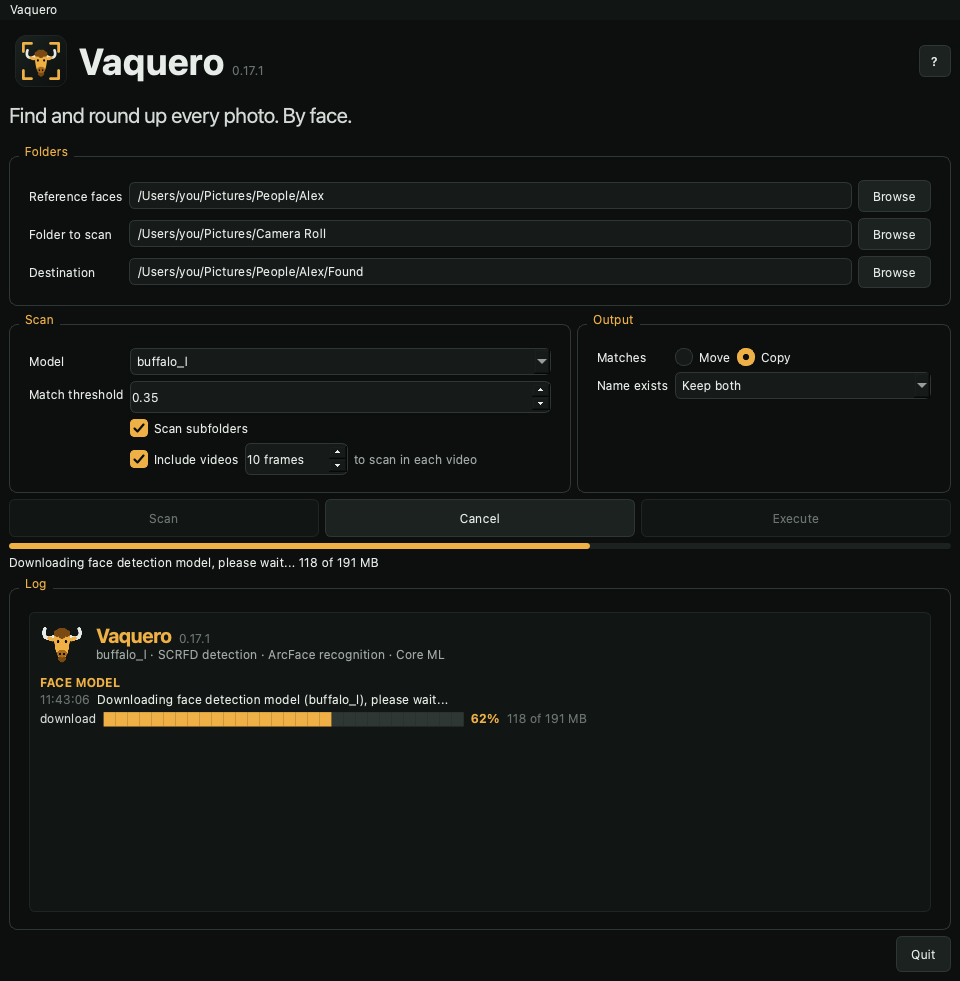 Vaquero
Vaquero 0.17.1
?
Find and round up every photo. By face.
Folders
Reference faces /Users/you/Pictures/People/Alex Browse
Folder to scan /Users/you/Pictures/Camera Roll Browse
Destination /Users/you/Pictures/People/Alex/Found Browse
Scan
Model buffalo_l
Match threshold 0.35
Scan subfolders
Include videos 10 frames to scan in each video
Output
Matches Move Copy
Name exists Keep both
Scan Cancel Execute
Downloading face detection model, please wait... 118 of 191 MB
Log
Vaquero 0.17.1
buffalo_l · SCRFD detection · ArcFace recognition · Core ML
FACE MODEL
11:43:06 Downloading face detection model (buffalo_l), please wait...
download 62% 118 of 191 MB
Quit